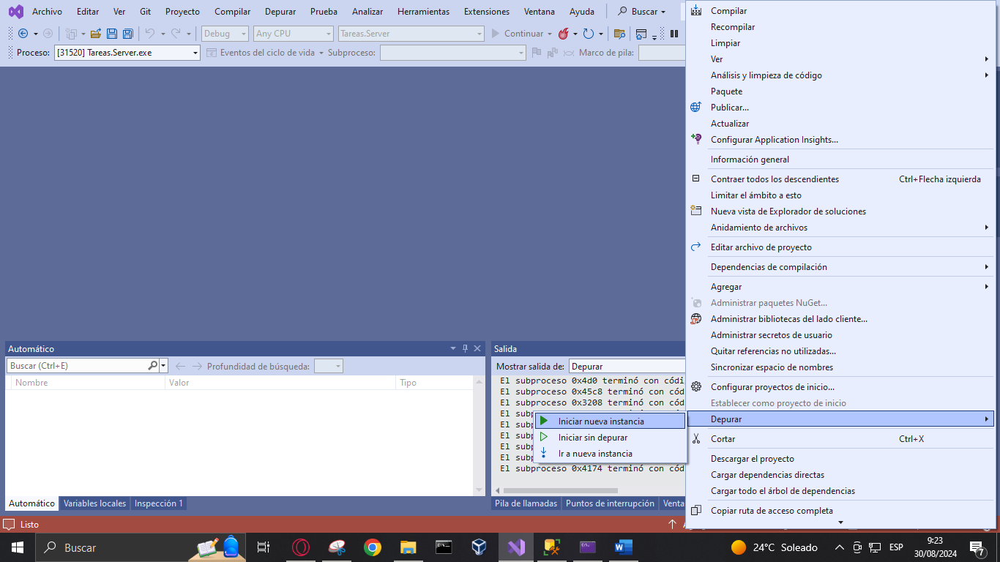 Archivo Editar Ver Git Proyecto Compilar Depurar Prueba Analizar Herramientas Extensiones Ventana Ayuda Buscar
Debug Any CPU Tareas.Server Continuar
Proceso: [31520] Tareas.Server.exe Eventos del ciclo de vida Subproceso: Marco de pila:
Compilar
Recompilar
Limpiar
Ver
Análisis y limpieza de código
Paquete
Publicar...
Actualizar
Configurar Application Insights...
Información general
Contraer todos los descendientes Ctrl+Flecha izquierda
Limitar el ámbito a esto
Nueva vista de Explorador de soluciones
Anidamiento de archivos
Editar archivo de proyecto
Dependencias de compilación
Agregar
Administrar paquetes NuGet...
Administrar bibliotecas del lado cliente...
Administrar secretos de usuario
Quitar referencias no utilizadas...
Sincronizar espacio de nombres
Configurar proyectos de inicio...
Establecer como proyecto de inicio
Depurar
Cortar Ctrl+X
Descargar el proyecto
Cargar dependencias directas
Cargar todo el árbol de dependencias
Copiar ruta de acceso completa
Iniciar nueva instancia
Iniciar sin depurar
Ir a nueva instancia
Automático
Buscar (Ctrl+E) Profundidad de búsqueda:
Nombre Valor Tipo
Automático Variables locales Inspección 1
Salida
Mostrar salida de: Depurar
El subproceso 0x4d0 terminó con códi
El subproceso 0x45c8 terminó con cód
El subproceso 0x3208 terminó con cód
El sub
El sub
El sub
El sub
El sub
El subproceso 0x4174 terminó con cód
Pila de llamadas Puntos de interrupción Venta
Listo
Buscar
24°C Soleado ESP 9:23
30/08/2024
7